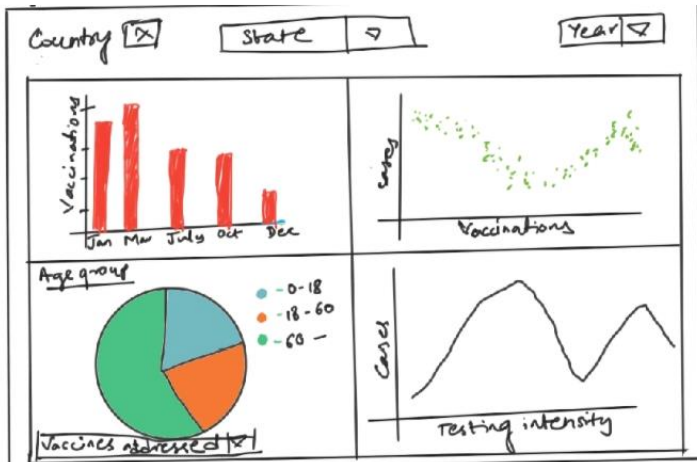 Country X
State
Year
Vaccinations
Jan Mar July Oct Dec
Cases
Vaccinations
Age group
-0-18
-18-60
-60-
Vaccines addressed
Cases
Testing intensity